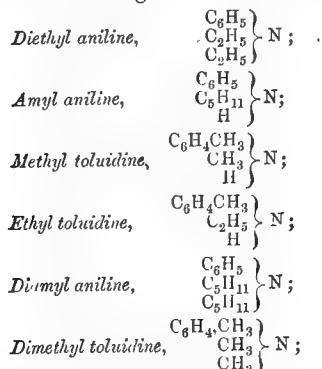 C₆H₅
Diethyl aniline, C₂H₅ } N ;
C₂H₅
C₆H₅
Amyl aniline, C₅H₁₁ } N;
H
C₆H₄CH₃
Methyl toluidine, CH₃ } N;
H
C₆H₄CH₃
Ethyl toluidine, C₂H₅ } N ;
H
C₆H₅
Diamyl aniline, C₅H₁₁ } N ;
C₅H₁₁
C₆H₄,CH₃
Dimethyl toluidine, CH₃ } N ;
CH₃